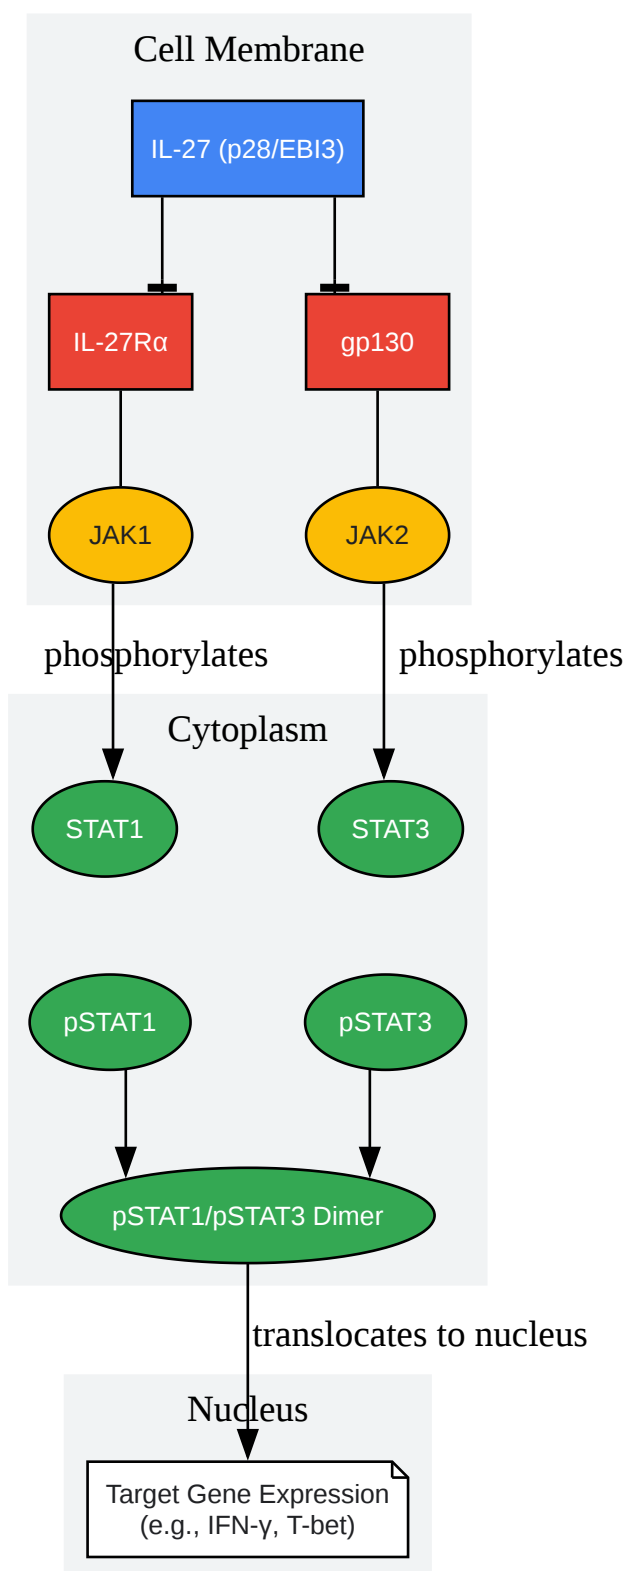 Cell Membrane
IL-27 (p28/EBI3)
IL-27Rα
gp130
JAK1
JAK2
phosphorylates
phosphorylates
Cytoplasm
STAT1
STAT3
pSTAT1
pSTAT3
pSTAT1/pSTAT3 Dimer
translocates to nucleus
Nucleus
Target Gene Expression
(e.g., IFN-γ, T-bet)